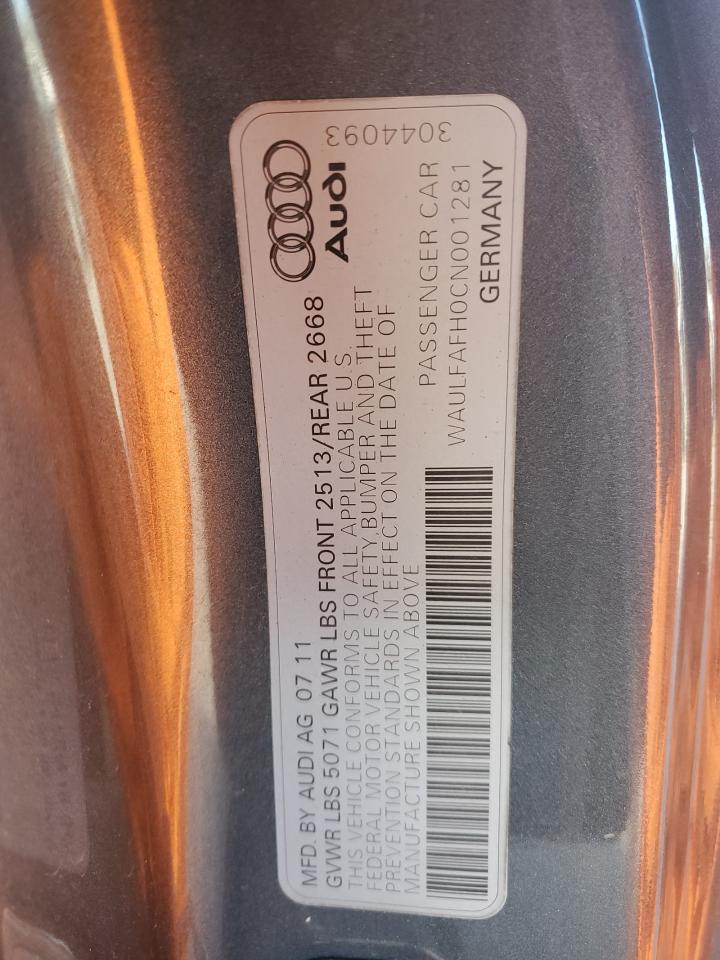 MFD. BY AUDI AG 07 11
GVWR LBS 5071 GAWR LBS FRONT 2513/REAR 2668
THIS VEHICLE CONFORMS TO ALL APPLICABLE U.S.
FEDERAL MOTOR VEHICLE SAFETY,BUMPER AND THEFT
PREVENTION STANDARDS IN EFFECT ON THE DATE OF
MANUFACTURE SHOWN ABOVE
Audi
3044093
PASSENGER CAR
WAULFAFH0CN001281
GERMANY